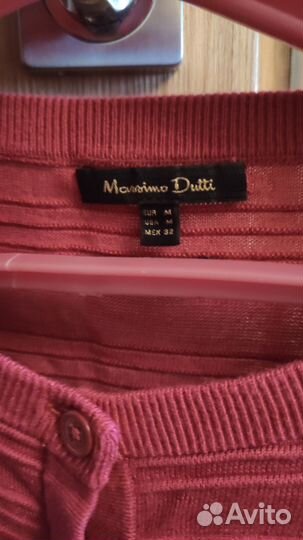 Massimo Dutti
EUR M
USA M
MEX 32
Avito